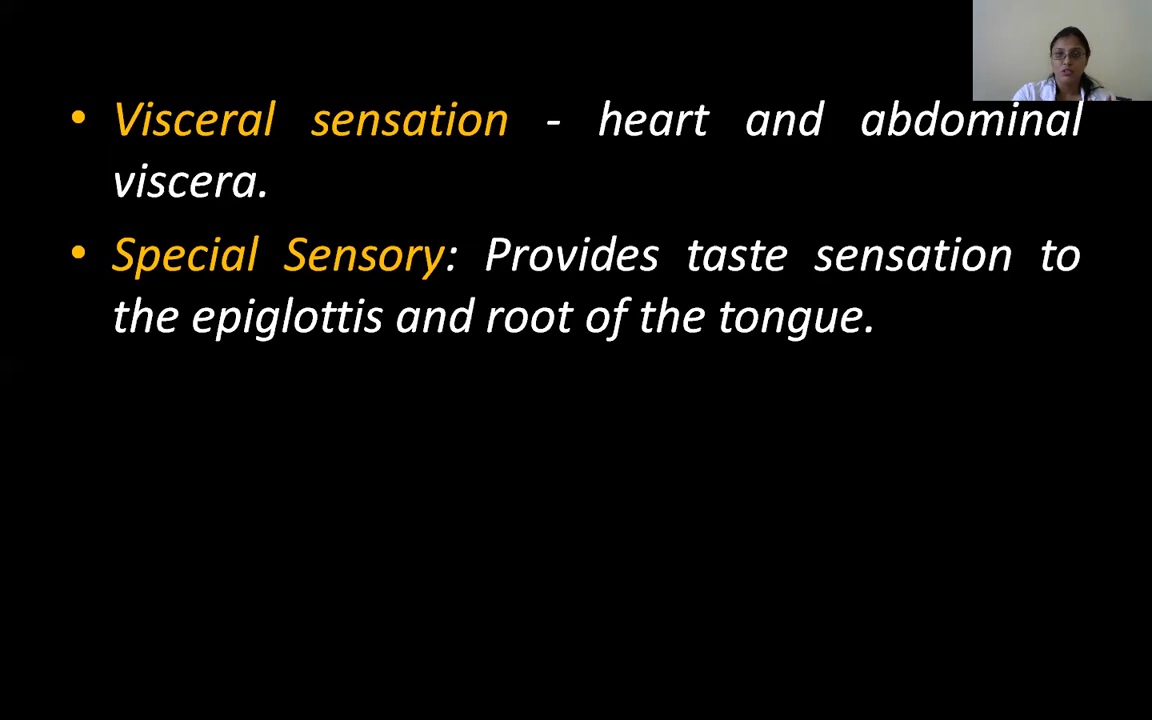 • Visceral sensation - heart and abdominal
viscera.
• Special Sensory: Provides taste sensation to
the epiglottis and root of the tongue.